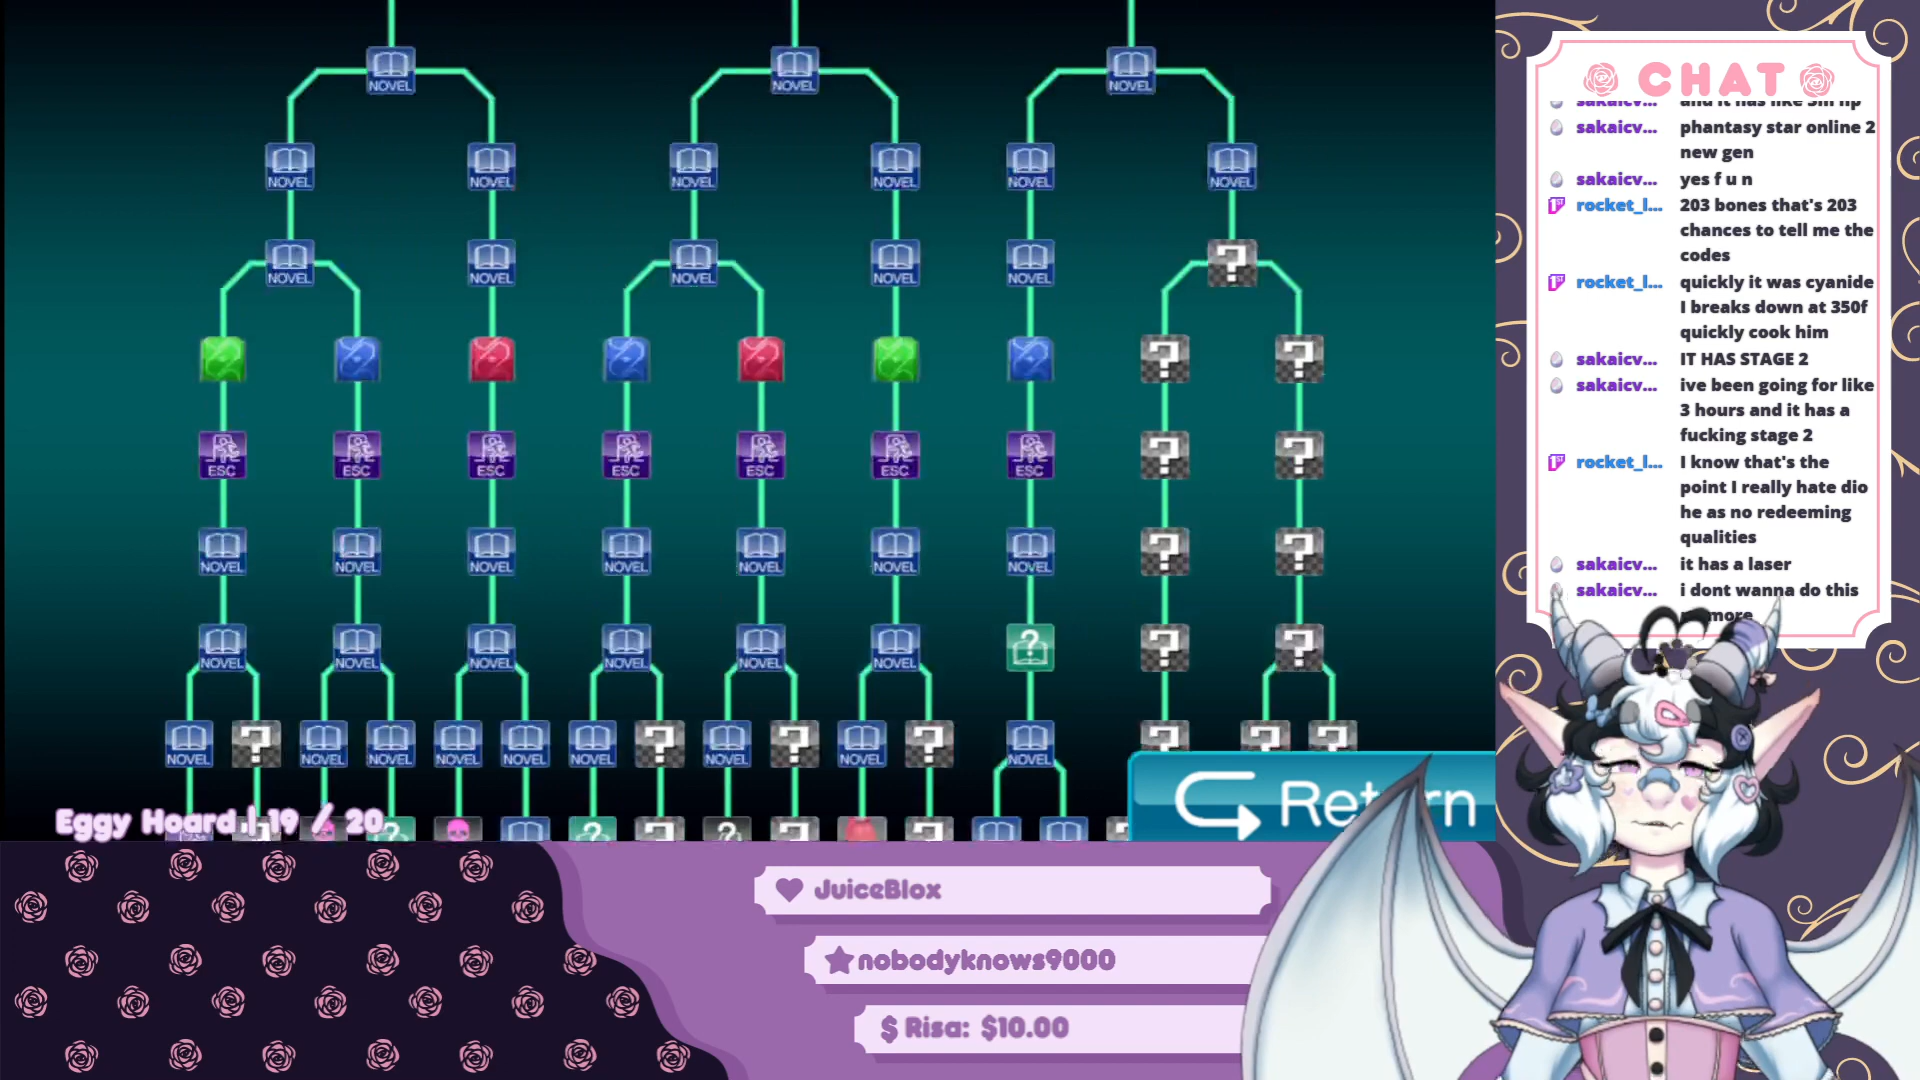 NOVEL NOVEL NOVEL
NOVEL NOVEL NOVEL NOVEL NOVEL NOVEL
NOVEL NOVEL NOVEL NOVEL NOVEL ?
? ?
ESC ESC ESC ESC ESC ESC ESC ? ?
NOVEL NOVEL NOVEL NOVEL NOVEL NOVEL NOVEL ? ?
NOVEL NOVEL NOVEL NOVEL NOVEL NOVEL ? ? ?
NOVEL ? NOVEL NOVEL NOVEL NOVEL NOVEL ? NOVEL ? NOVEL ? NOVEL ? ? ?
Eggy Hoard | 19 / 20
CHAT
sakaicv...
phantasy star online 2
new gen
sakaicv... yes f u n
rocket_l... 203 bones that's 203
chances to tell me the
codes
rocket_l... quickly it was cyanide
I breaks down at 350f
quickly cook him
sakaicv... IT HAS STAGE 2
sakaicv... ive been going for like
3 hours and it has a
fucking stage 2
rocket_l... I know that's the
point I really hate dio
he as no redeeming
qualities
sakaicv... it has a laser
sakaicv... i dont wanna do this
more
JuiceBlox
nobodyknows9000
$ Risa: $10.00